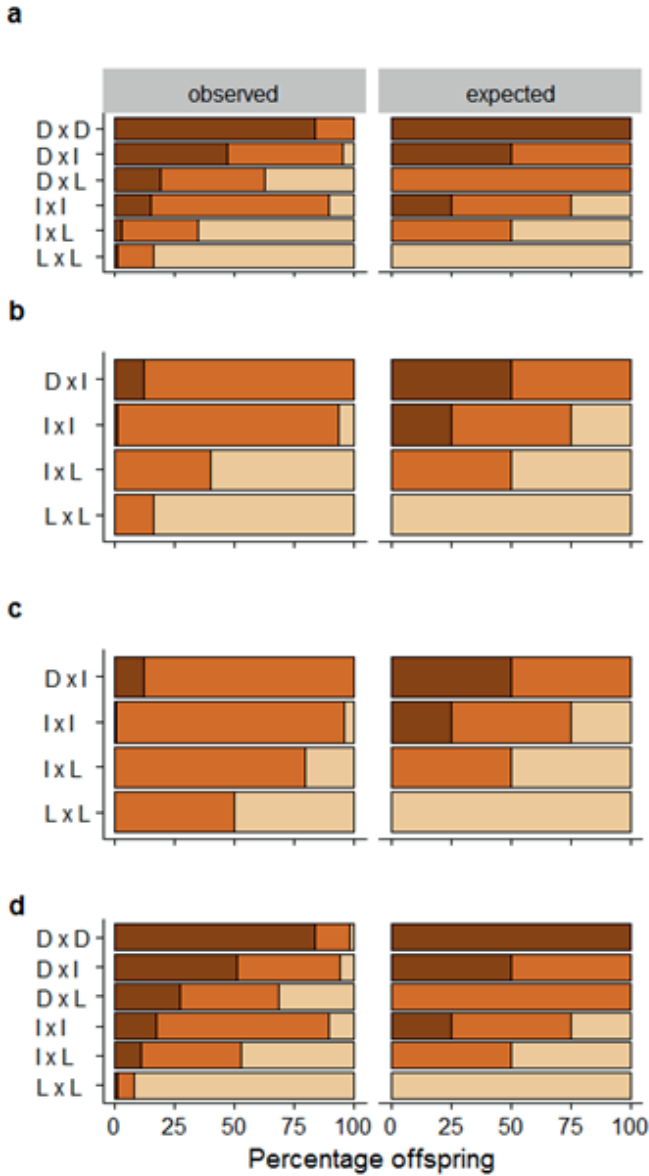 a
observed expected
D x D
D x I
D x L
I x I
I x L
L x L
b
D x I
I x I
I x L
L x L
c
D x I
I x I
I x L
L x L
d
D x D
D x I
D x L
I x I
I x L
L x L
0 25 50 75 100 0 25 50 75 100
Percentage offspring